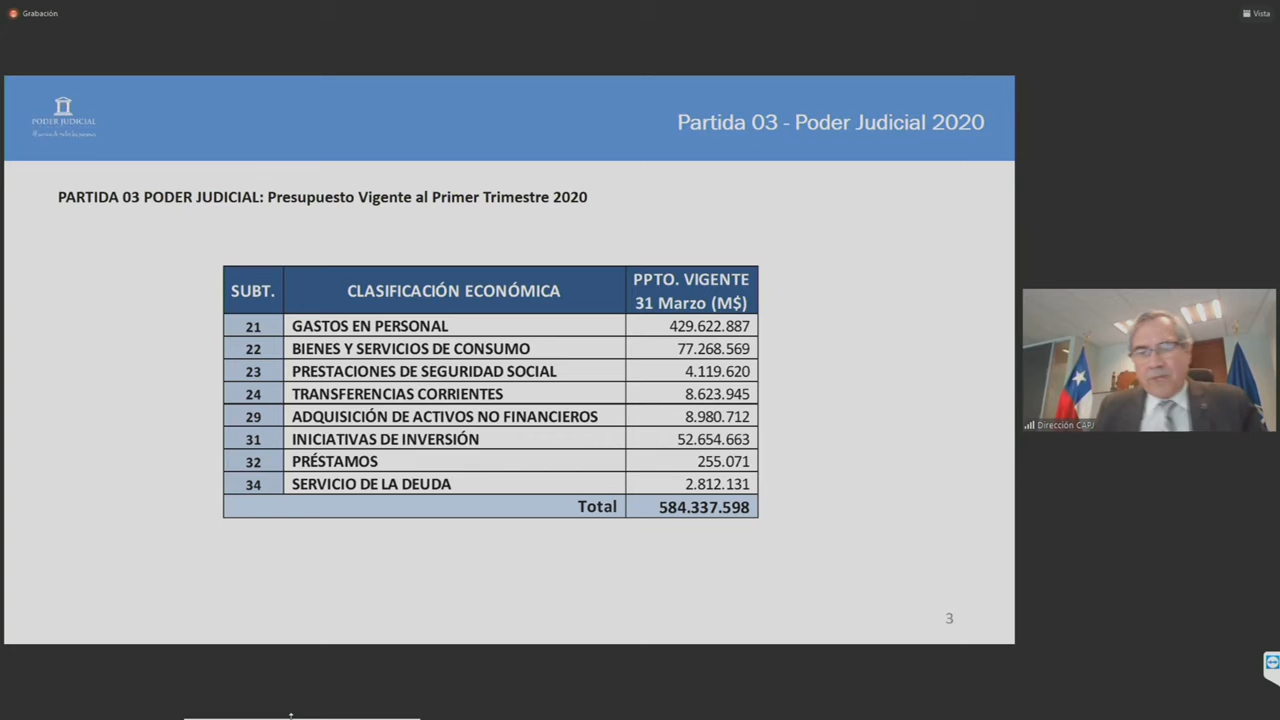 Grabación
Vista
PODER JUDICIAL
Partida 03 - Poder Judicial 2020
PARTIDA 03 PODER JUDICIAL: Presupuesto Vigente al Primer Trimestre 2020
SUBT. CLASIFICACIÓN ECONÓMICA PPTO. VIGENTE 31 Marzo (M$)
21 GASTOS EN PERSONAL 429.622.887
22 BIENES Y SERVICIOS DE CONSUMO 77.268.569
23 PRESTACIONES DE SEGURIDAD SOCIAL 4.119.620
24 TRANSFERENCIAS CORRIENTES 8.623.945
29 ADQUISICIÓN DE ACTIVOS NO FINANCIEROS 8.980.712
31 INICIATIVAS DE INVERSIÓN 52.654.663
32 PRÉSTAMOS 255.071
34 SERVICIO DE LA DEUDA 2.812.131
Total 584.337.598
Dirección CAPJ
3